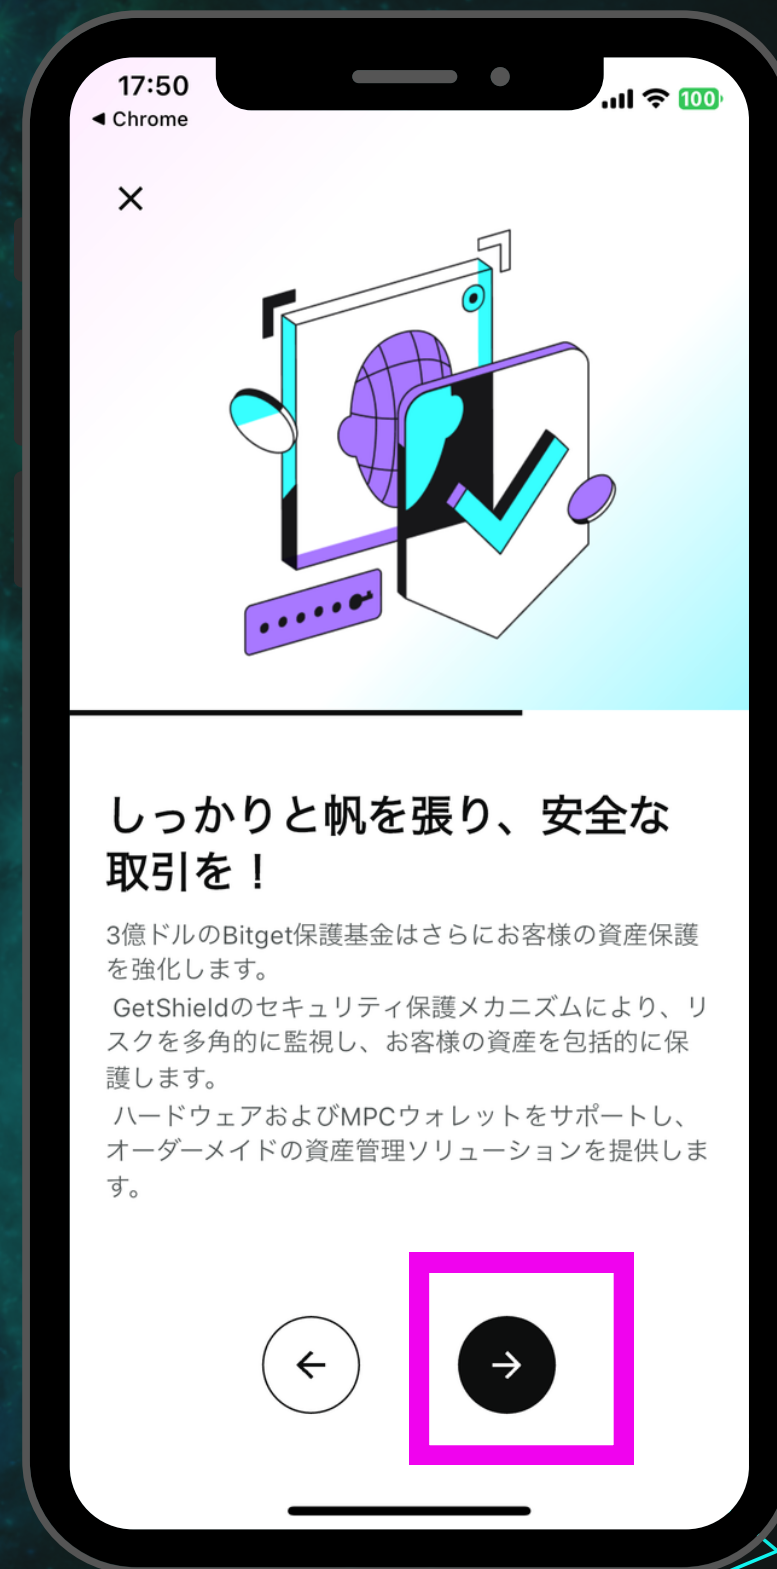 17:50
◀ Chrome
100
しっかりと帆を張り、安全な
取引を！
3億ドルのBitget保護基金はさらにお客様の資産保護
を強化します。
GetShieldのセキュリティ保護メカニズムにより、リ
スクを多角的に監視し、お客様の資産を包括的に保
護します。
ハードウェアおよびMPCウォレットをサポートし、
オーダーメイドの資産管理ソリューションを提供しま
す。